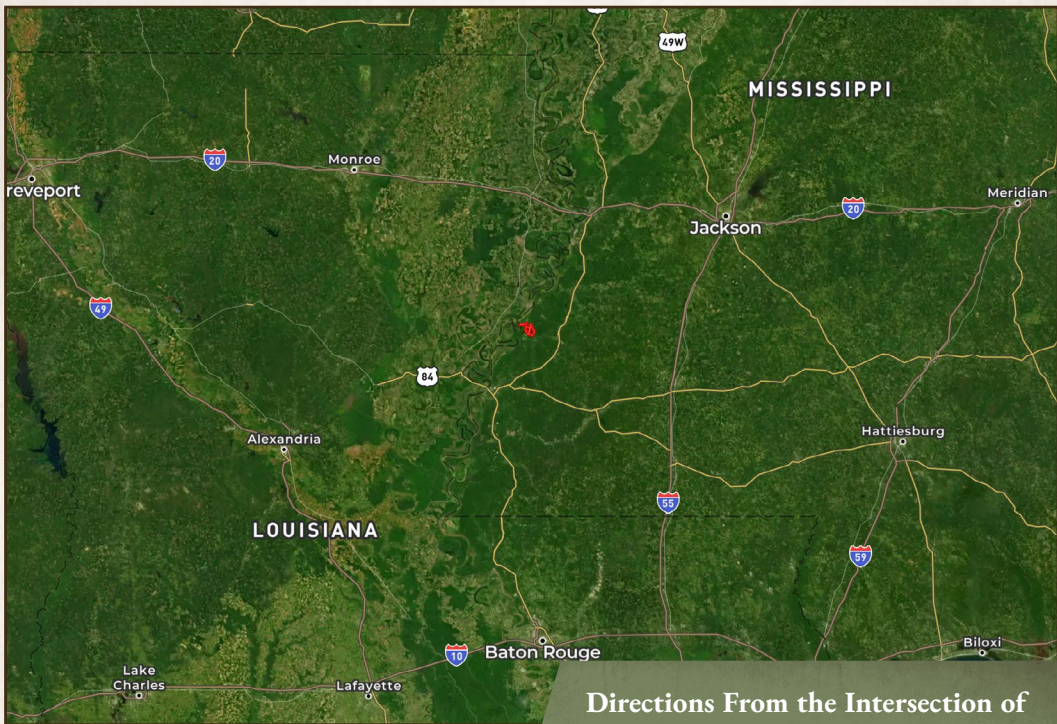 49W
MISSISSIPPI
20
Monroe
reveport
Meridian
20
Jackson
49
84
Hattiesburg
Alexandria
55
LOUISIANA
59
Biloxi
10
Baton Rouge
Lake
Charles
Lafayette
Directions From the Intersection of